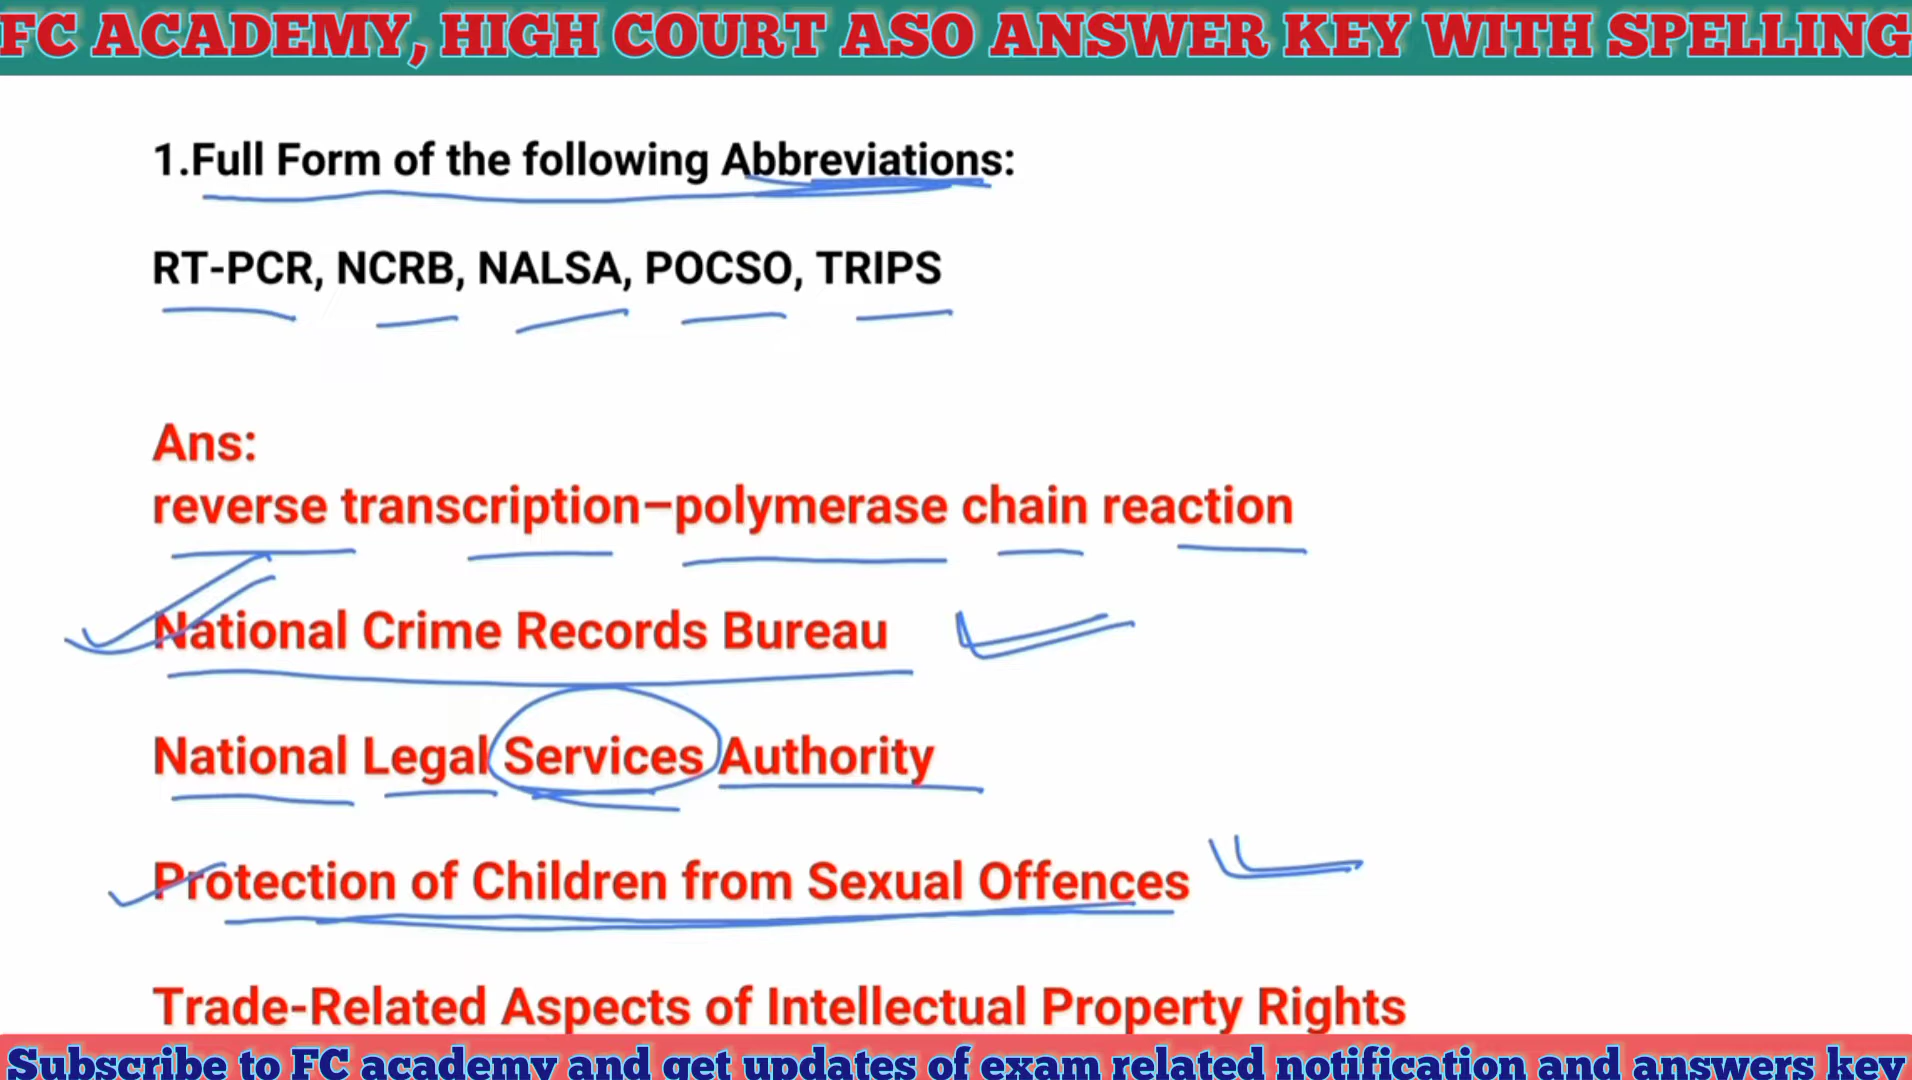 FC ACADEMY, HIGH COURT ASO ANSWER KEY WITH SPELLING
1.Full Form of the following Abbreviations:
RT-PCR, NCRB, NALSA, POCSO, TRIPS
Ans:
reverse transcription–polymerase chain reaction
National Crime Records Bureau
National Legal Services Authority
Protection of Children from Sexual Offences
Trade-Related Aspects of Intellectual Property Rights
Subscribe to FC academy and get updates of exam related notification and answers key